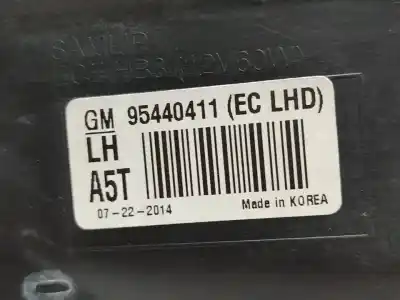 GM 95440411 (EC LHD)
LH
A5T
07-22-2014
Made in KOREA